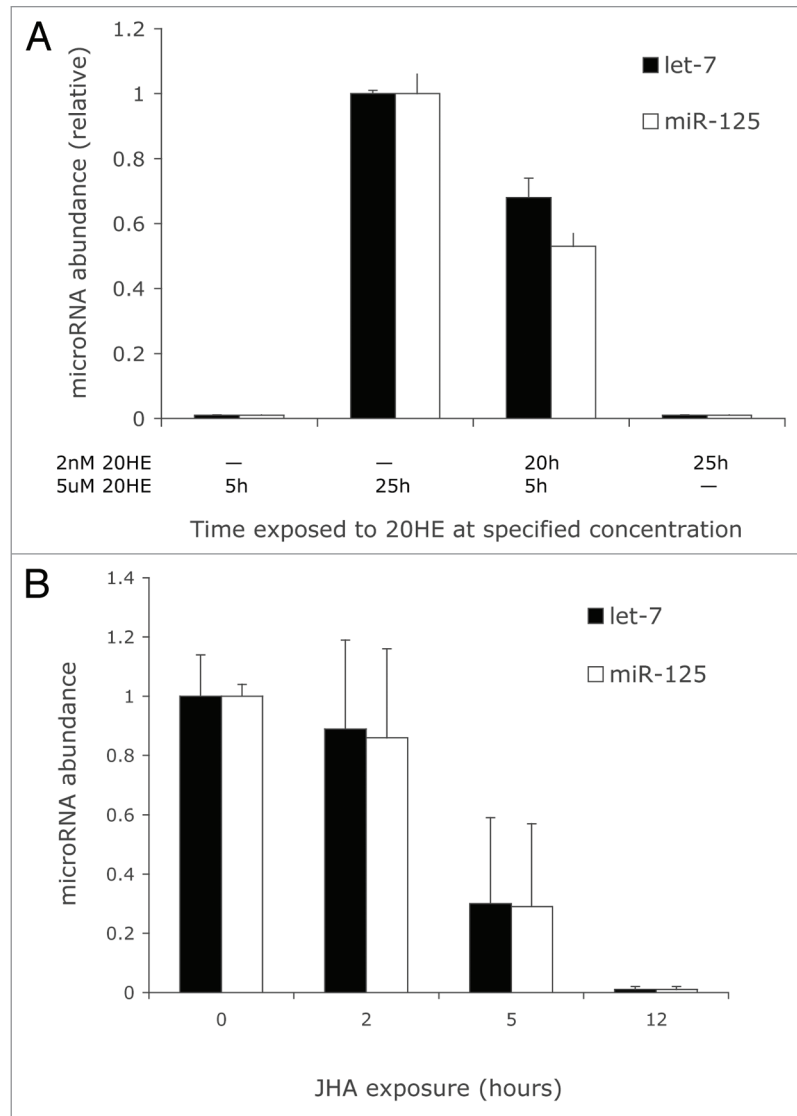 A
1.2
1
0.8
0.6
0.4
0.2
0
microRNA abundance (relative)
let-7
miR-125
2nM 20HE — — 20h 25h
5uM 20HE 5h 25h 5h —
Time exposed to 20HE at specified concentration
B
1.4
1.2
1
0.8
0.6
0.4
0.2
0
microRNA abundance
let-7
miR-125
0 2 5 12
JHA exposure (hours)